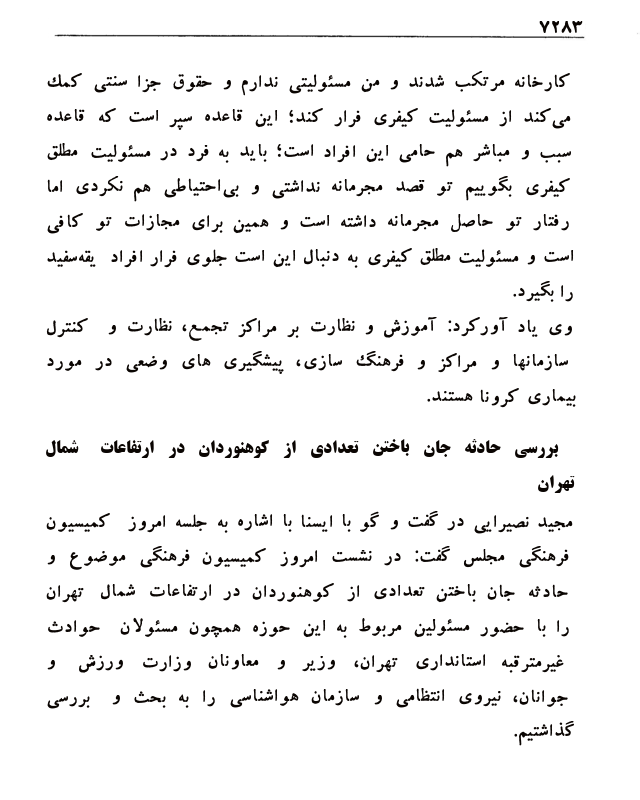 ۷۲۸۳
کارخانه مرتکب شدند و من مسئولیتی ندارم و حقوق جزا سنتی کمک
می‌کند از مسئولیت کیفری فرار کند؛ این قاعده سپر است که قاعده
سبب و مباشر هم حامی این افراد است؛ باید به فرد در مسئولیت مطلق
کیفری بگوییم تو قصد مجرمانه نداشتی و بی‌احتیاطی هم نکردی اما
رفتار تو حاصل مجرمانه داشته است و همین برای مجازات تو کافی
است و مسئولیت مطلق کیفری به دنبال این است جلوی فرار افراد یقه‌سفید
را بگیرد.
وی یاد آورکرد: آموزش و نظارت بر مراکز تجمع، نظارت و کنترل
سازمانها و مراکز و فرهنگ سازی، پیشگیری های وضعی در مورد
بیماری کرونا هستند.
بررسی حادثه جان باختن تعدادی از کوهنوردان در ارتفاعات شمال
تهران
مجید نصیرایی در گفت و گو با ایسنا با اشاره به جلسه امروز کمیسیون
فرهنگی مجلس گفت: در نشست امروز کمیسیون فرهنگی موضوع و
حادثه جان باختن تعدادی از کوهنوردان در ارتفاعات شمال تهران
را با حضور مسئولین مربوط به این حوزه همچون مسئولان حوادث
غیرمترقبه استانداری تهران، وزیر و معاونان وزارت ورزش و
جوانان، نیروی انتظامی و سازمان هواشناسی را به بحث و بررسی
گذاشتیم.